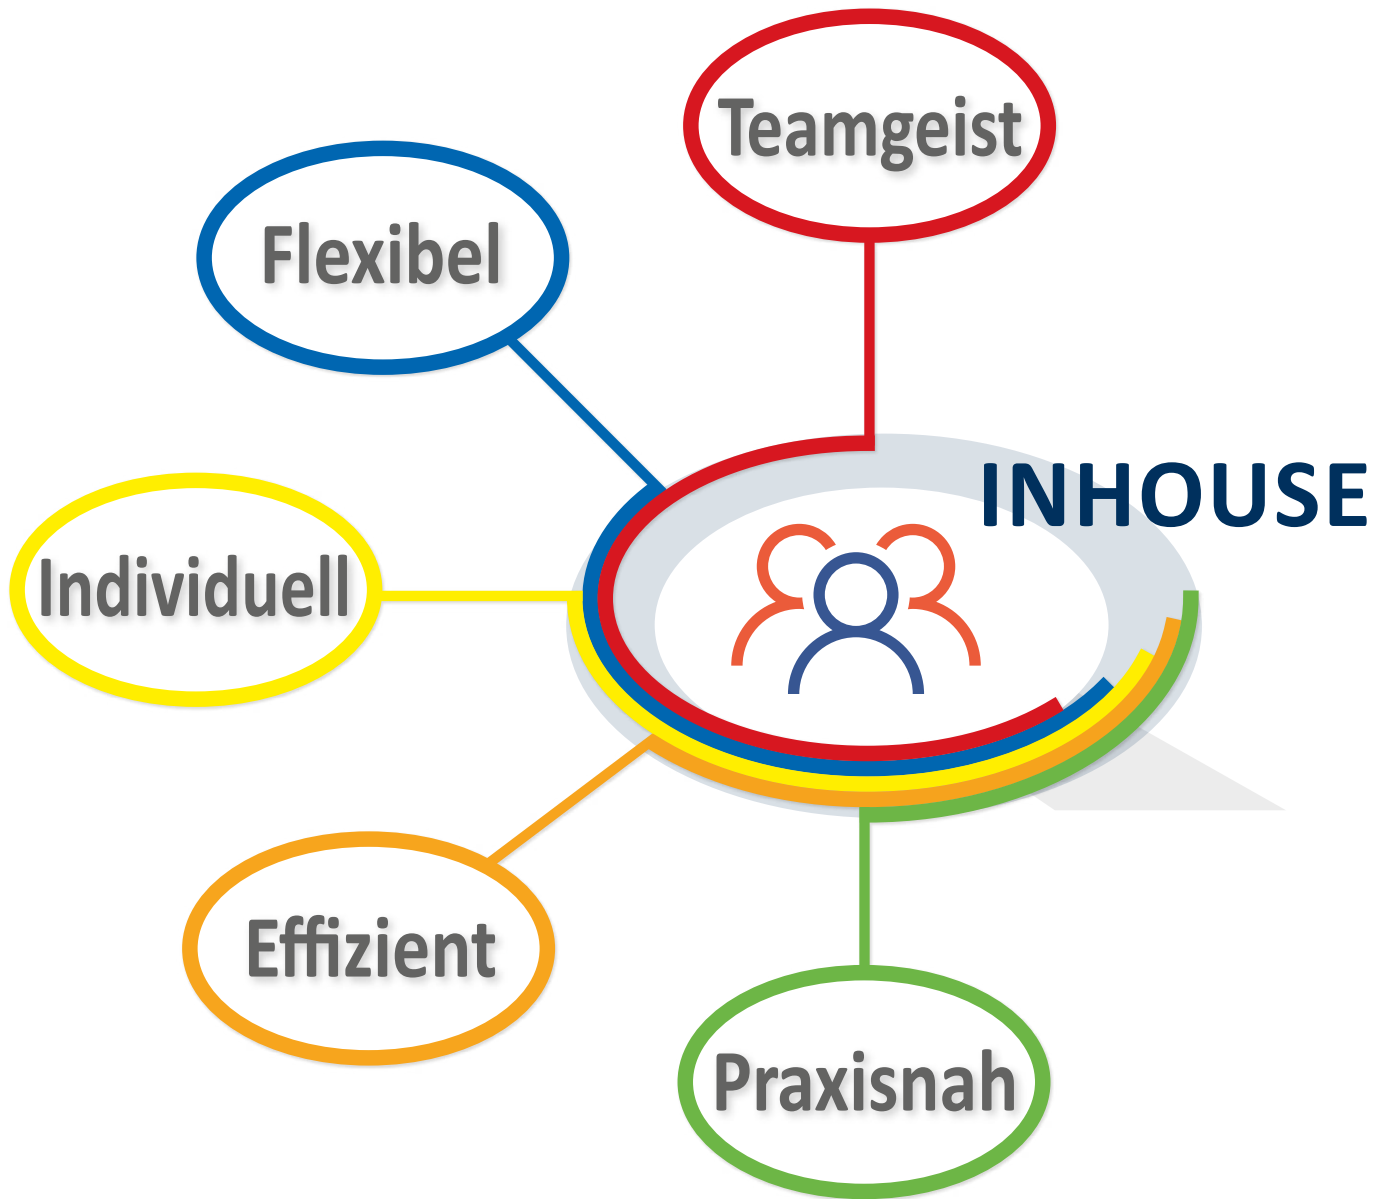 Teamgeist
Flexibel
INHOUSE
Individuell
Effizient
Praxisnah